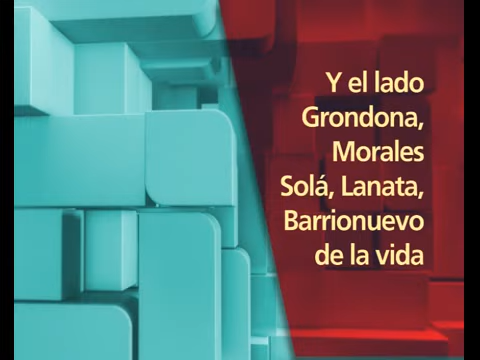 Y el lado
Grondona,
Morales
Solá, Lanata,
Barrionuevo
de la vida